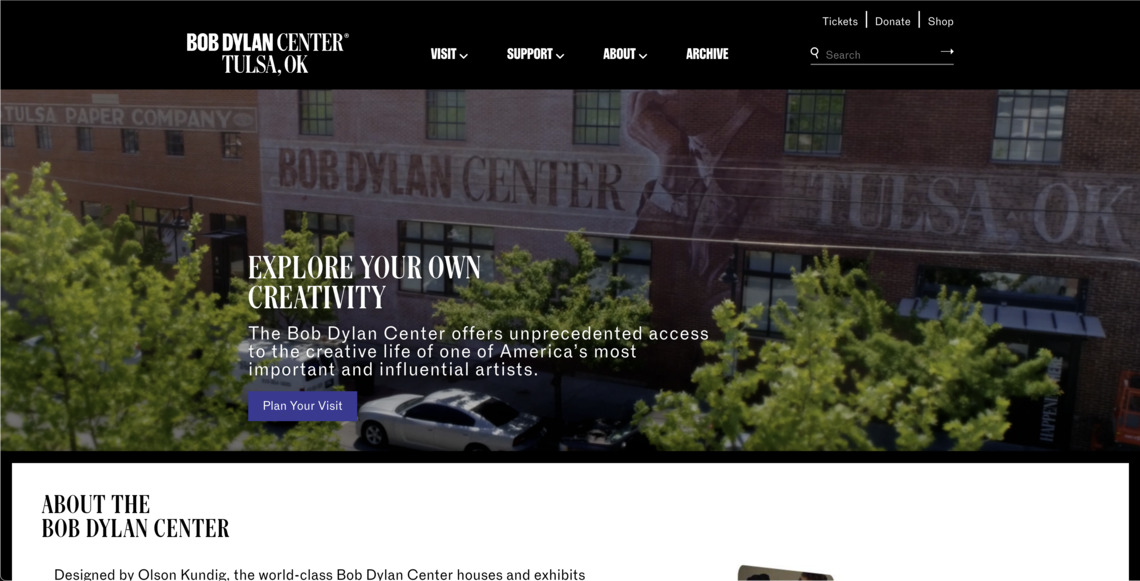 Tickets
Donate
Shop
BOB DYLAN CENTER®
TULSA, OK
VISIT
SUPPORT
ABOUT
ARCHIVE
Search
TULSA PAPER COMPANY
BOB DYLAN CENTER
TULSA, OK
EXPLORE YOUR OWN
CREATIVITY
The Bob Dylan Center offers unprecedented access
to the creative life of one of America's most
important and influential artists.
Plan Your Visit
ABOUT THE
BOB DYLAN CENTER
Designed by Olson Kundig, the world-class Bob Dylan Center houses and exhibits